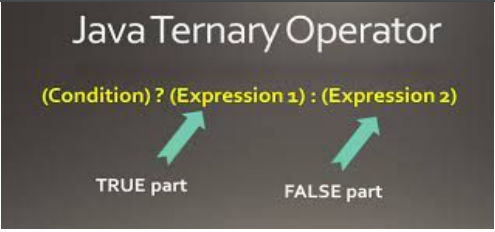 Java Ternary Operator
(Condition) ? (Expression 1) : (Expression 2)
TRUE part
FALSE part